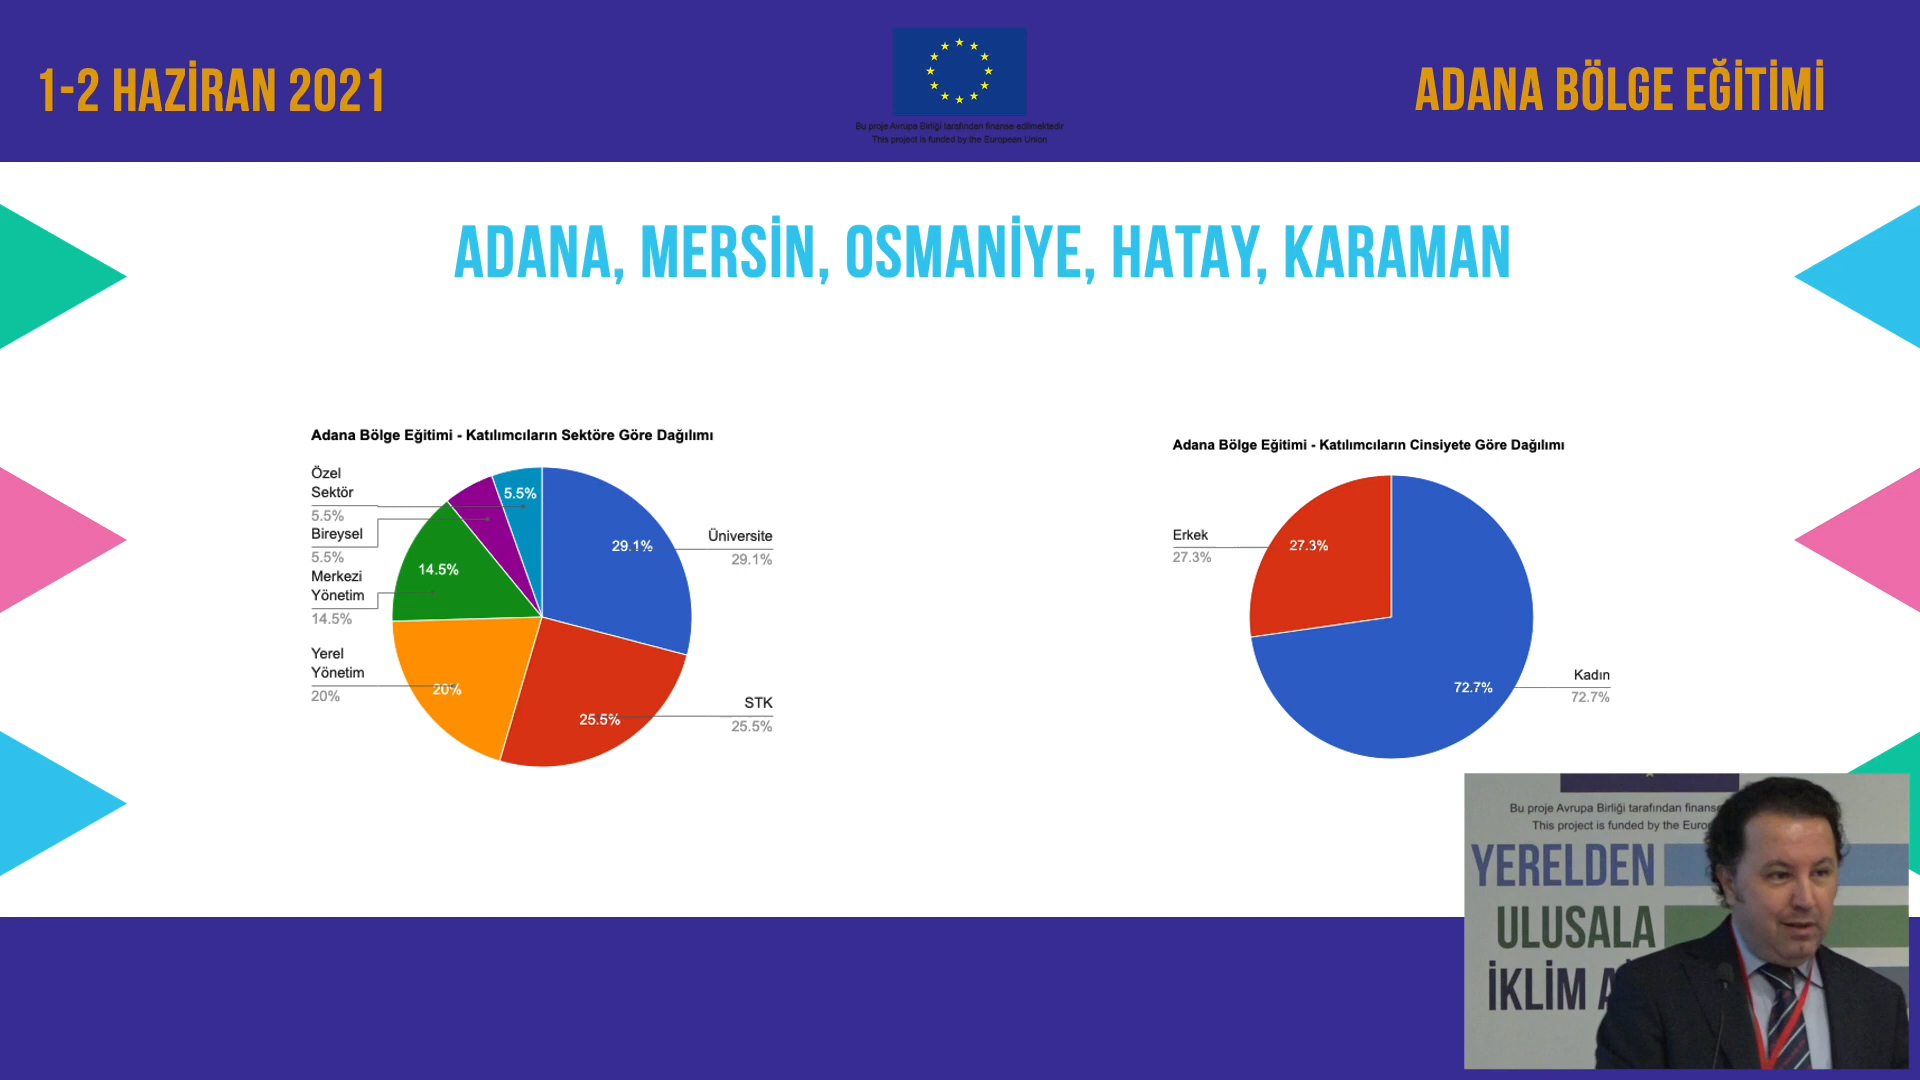 1-2 HAZİRAN 2021
Bu proje Avrupa Birliği tarafından finanse edilmektedir
This project is funded by the European Union
ADANA BÖLGE EĞİTİMİ
ADANA, MERSİN, OSMANİYE, HATAY, KARAMAN
Adana Bölge Eğitimi - Katılımcıların Sektöre Göre Dağılımı
Özel
Sektör
5.5%
Bireysel
5.5%
Merkezi
Yönetim
14.5%
Yerel
Yönetim
20%
5.5%
29.1%
14.5%
20%
25.5%
Üniversite
29.1%
STK
25.5%
Adana Bölge Eğitimi - Katılımcıların Cinsiyete Göre Dağılımı
Erkek
27.3%
27.3%
72.7%
Kadın
72.7%
Bu proje Avrupa Birliği tarafından
This project is funded by the
YERELDEN
ULUSALA
İKLİM